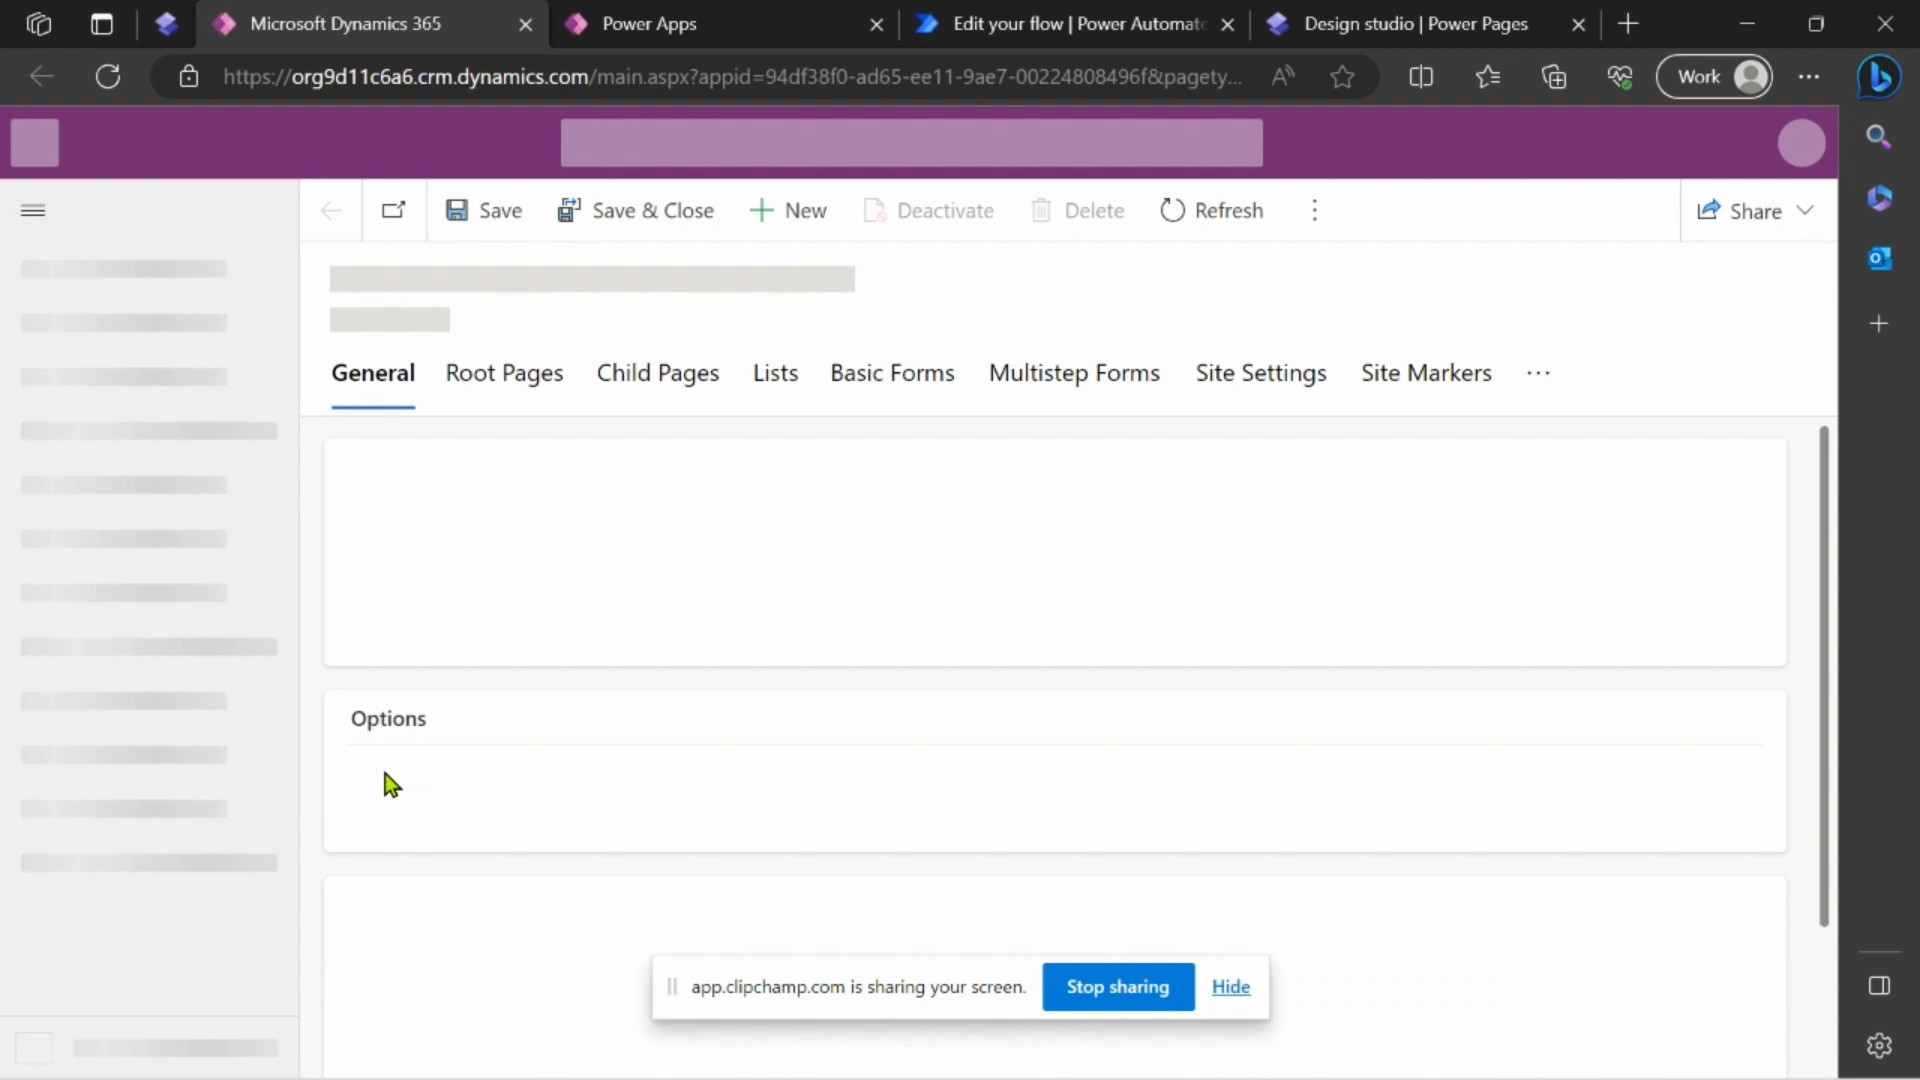 Microsoft Dynamics 365
Power Apps
Edit your flow | Power Automate
Design studio | Power Pages
https://org9d11c6a6.crm.dynamics.com/main.aspx?appid=94df38f0-ad65-ee11-9ae7-00224808496f&pagety...
Work
Save
Save & Close
New
Deactivate
Delete
Refresh
Share
General
Root Pages
Child Pages
Lists
Basic Forms
Multistep Forms
Site Settings
Site Markers
Options
app.clipchamp.com is sharing your screen.
Stop sharing
Hide